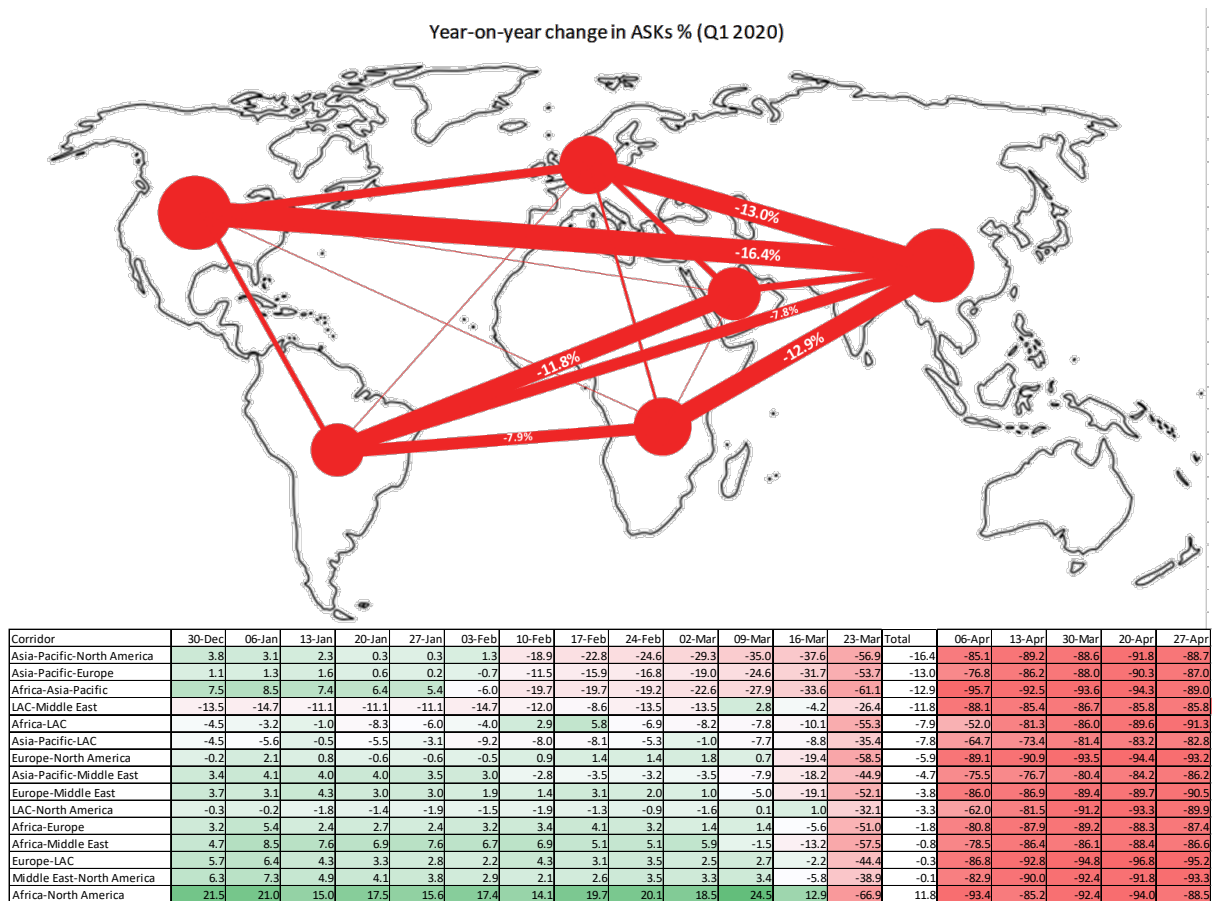 Year-on-year change in ASKs % (Q1 2020)
-13.0%
-16.4%
-7.8%
-11.8%
-12.9%
-7.9%
Corridor 30-Dec 06-Jan 13-Jan 20-Jan 27-Jan 03-Feb 10-Feb 17-Feb 24-Feb 02-Mar 09-Mar 16-Mar 23-Mar Total 06-Apr 13-Apr 30-Mar 20-Apr 27-Apr
Asia-Pacific-North America 3.8 3.1 2.3 0.3 0.3 1.3 -18.9 -22.8 -24.6 -29.3 -35.0 -37.6 -56.9 -16.4 -85.1 -89.2 -88.6 -91.8 -88.7
Asia-Pacific-Europe 1.1 1.3 1.6 0.6 0.2 -0.7 -11.5 -15.9 -16.8 -19.0 -24.6 -31.7 -53.7 -13.0 -76.8 -86.2 -88.0 -90.3 -87.0
Africa-Asia-Pacific 7.5 8.5 7.4 6.4 5.4 -6.0 -19.7 -19.7 -19.2 -22.6 -27.9 -33.6 -61.1 -12.9 -95.7 -92.5 -93.6 -94.3 -89.0
LAC-Middle East -13.5 -14.7 -11.1 -11.1 -11.1 -14.7 -12.0 -8.6 -13.5 -13.5 2.8 -4.2 -26.4 -11.8 -88.1 -85.4 -86.7 -85.8 -85.8
Africa-LAC -4.5 -3.2 -1.0 -8.3 -6.0 -4.0 2.9 5.8 -6.9 -8.2 -7.8 -10.1 -55.3 -7.9 -52.0 -81.3 -86.0 -89.6 -91.3
Asia-Pacific-LAC -4.5 -5.6 -0.5 -5.5 -3.1 -9.2 -8.0 -8.1 -5.3 -1.0 -7.7 -8.8 -35.4 -7.8 -64.7 -73.4 -81.4 -83.2 -82.8
Europe-North America -0.2 2.1 0.8 -0.6 -0.6 -0.5 0.9 1.4 1.4 1.8 0.7 -19.4 -58.5 -5.9 -89.1 -90.9 -93.5 -94.4 -93.2
Asia-Pacific-Middle East 3.4 4.1 4.0 4.0 3.5 3.0 -2.8 -3.5 -3.2 -3.5 -7.9 -18.2 -44.9 -4.7 -75.5 -76.7 -80.4 -84.2 -86.2
Europe-Middle East 3.7 3.1 4.3 3.0 3.0 1.9 1.4 3.1 2.0 1.0 -5.0 -19.1 -52.1 -3.8 -86.0 -86.9 -89.4 -89.7 -90.5
LAC-North America -0.3 -0.2 -1.8 -1.4 -1.9 -1.5 -1.9 -1.3 -0.9 -1.6 0.1 1.0 -32.1 -3.3 -62.0 -81.5 -91.2 -93.3 -89.9
Africa-Europe 3.2 5.4 2.4 2.7 2.4 3.2 3.4 4.1 3.2 1.4 1.4 -5.6 -51.0 -1.8 -80.8 -87.9 -89.2 -88.3 -87.4
Africa-Middle East 4.7 8.5 7.6 6.9 7.6 6.7 6.9 5.1 5.1 5.9 -1.5 -13.2 -57.5 -0.8 -78.5 -86.4 -86.1 -88.4 -86.6
Europe-LAC 5.7 6.4 4.3 3.3 2.8 2.2 4.3 3.1 3.5 2.5 2.7 -2.2 -44.4 -0.3 -86.8 -92.8 -94.8 -96.8 -95.2
Middle East-North America 6.3 7.3 4.9 4.1 3.8 2.9 2.1 2.6 3.5 3.3 3.4 -5.8 -38.9 -0.1 -82.9 -90.0 -92.4 -91.8 -93.3
Africa-North America 21.5 21.0 15.0 17.5 15.6 17.4 14.1 19.7 20.1 18.5 24.5 12.9 -66.9 11.8 -93.4 -85.2 -92.4 -94.0 -88.5